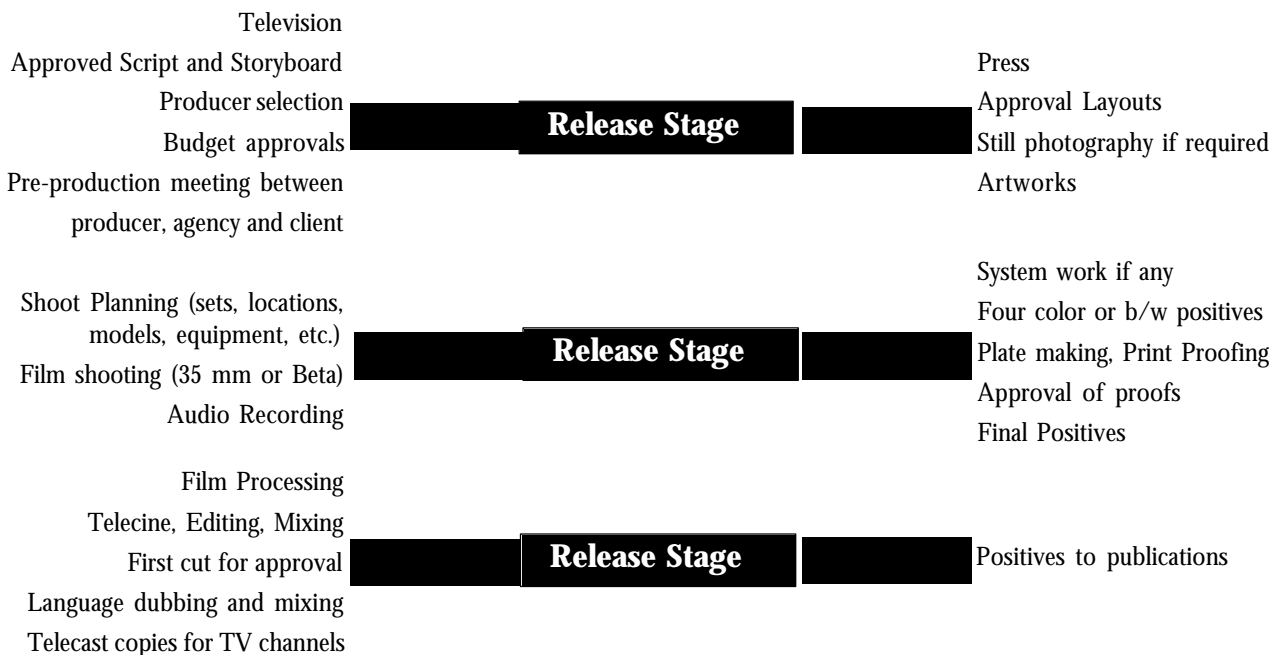 Television
Approved Script and Storyboard
Producer selection
Budget approvals
Pre-production meeting between
producer, agency and client
Release Stage
Press
Approval Layouts
Still photography if required
Artworks
Shoot Planning (sets, locations,
models, equipment, etc.)
Film shooting (35 mm or Beta)
Audio Recording
Release Stage
System work if any
Four color or b/w positives
Plate making, Print Proofing
Approval of proofs
Final Positives
Film Processing
Telecine, Editing, Mixing
First cut for approval
Language dubbing and mixing
Telecast copies for TV channels
Release Stage
Positives to publications